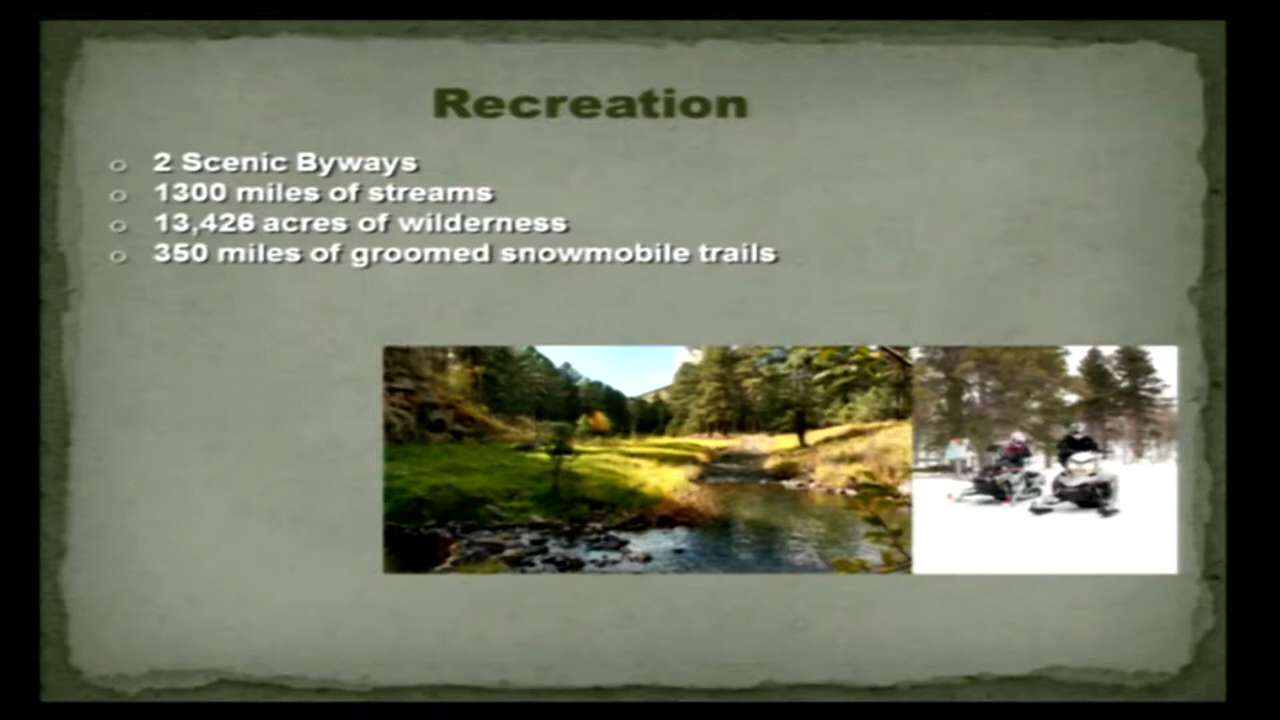 Recreation
2 Scenic Byways
1300 miles of streams
13,426 acres of wilderness
350 miles of groomed snowmobile trails